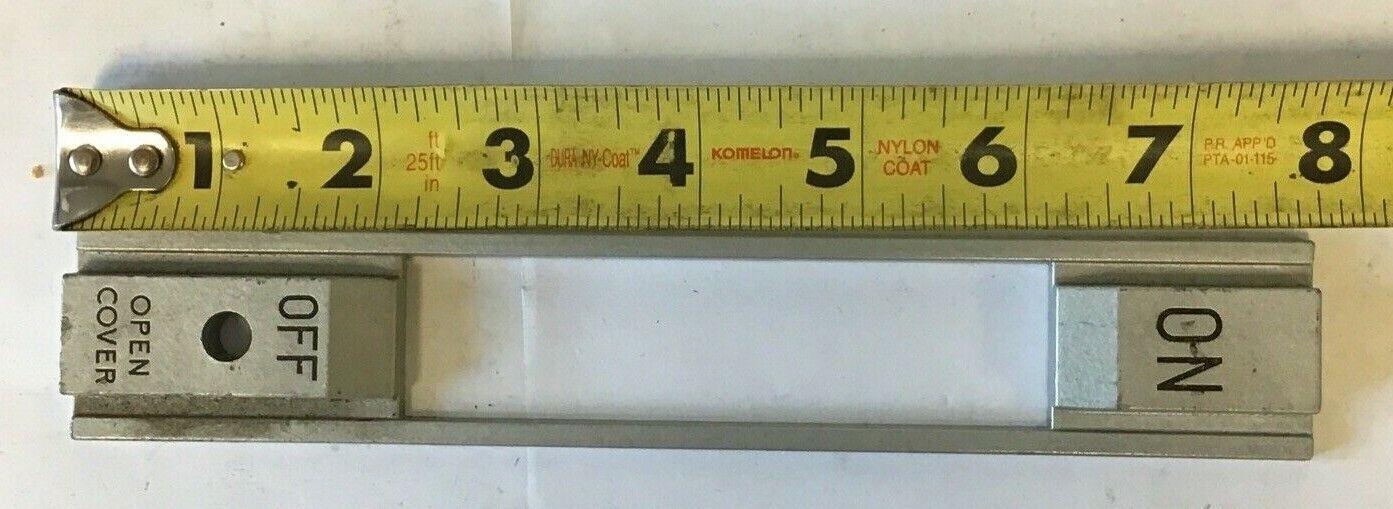 1 2 ft 25ft in 3 DURA NY-Coat™ 4 KOMELON® 5 NYLON COAT 6 7 P.R. APP'D PTA-01-115 8
OPEN
COVER
OFF
ON